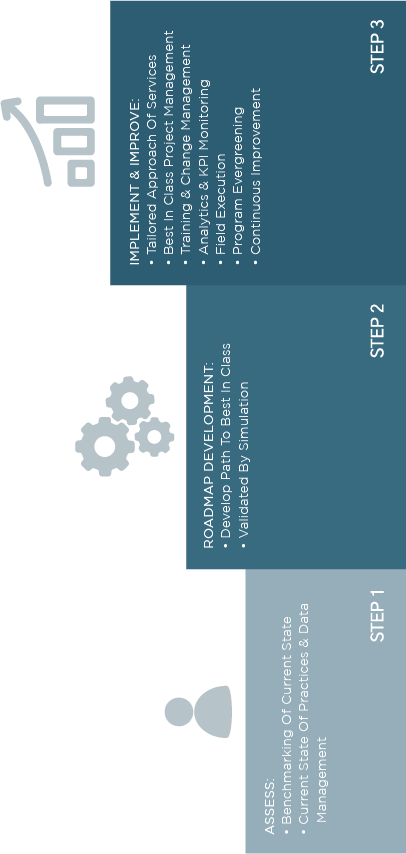 ASSESS:
• Benchmarking Of Current State
• Current State Of Practices & Data
Management
STEP 1
ROADMAP DEVELOPMENT:
• Develop Path To Best In Class
• Validated By Simulation
STEP 2
IMPLEMENT & IMPROVE:
• Tailored Approach Of Services
• Best In Class Project Management
• Training & Change Management
• Analytics & KPI Monitoring
• Field Execution
• Program Evergreening
• Continuous Improvement
STEP 3